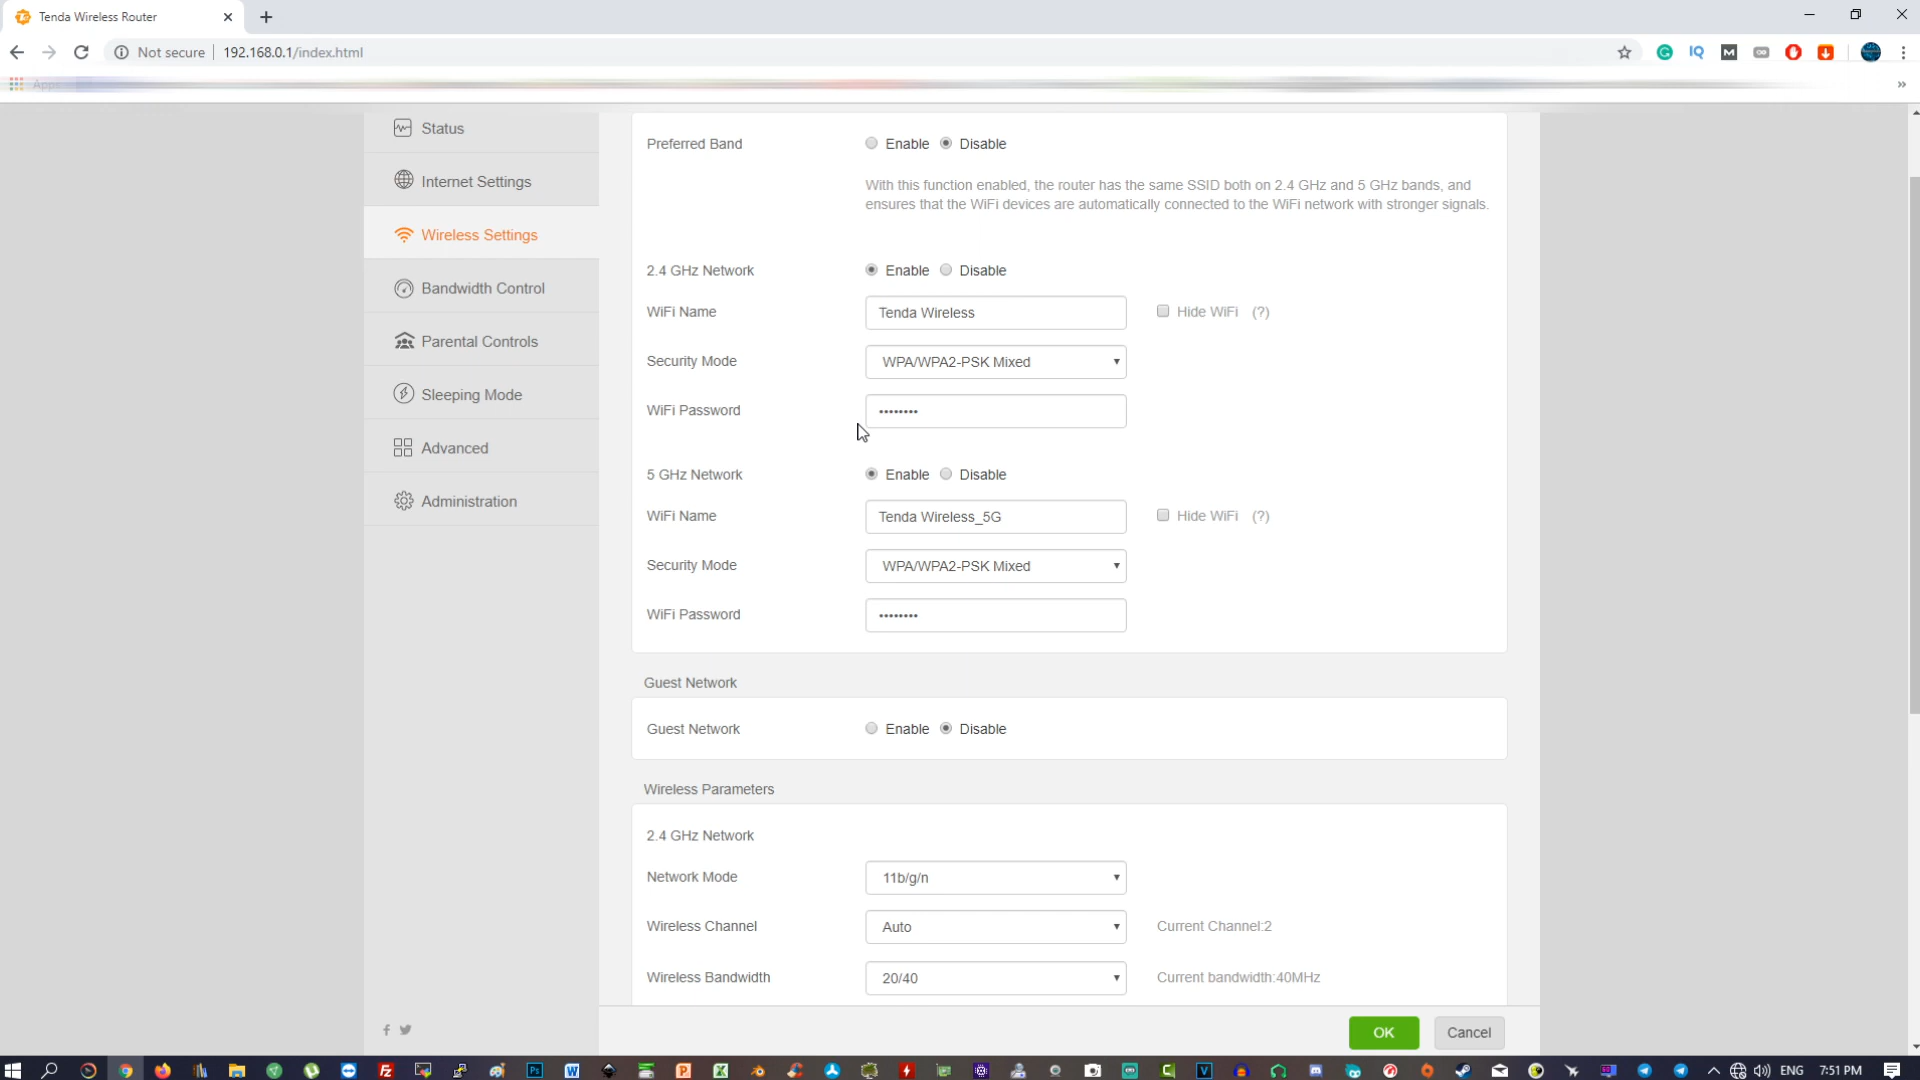 Tenda Wireless Router
Not secure 192.168.0.1/index.html
Apps
Status
Internet Settings
Wireless Settings
Bandwidth Control
Parental Controls
Sleeping Mode
Advanced
Administration
Preferred Band Enable Disable
With this function enabled, the router has the same SSID both on 2.4 GHz and 5 GHz bands, and
ensures that the WiFi devices are automatically connected to the WiFi network with stronger signals.
2.4 GHz Network Enable Disable
WiFi Name Tenda Wireless Hide WiFi (?)
Security Mode WPA/WPA2-PSK Mixed
WiFi Password ••••••••
5 GHz Network Enable Disable
WiFi Name Tenda Wireless_5G Hide WiFi (?)
Security Mode WPA/WPA2-PSK Mixed
WiFi Password ••••••••
Guest Network
Guest Network Enable Disable
Wireless Parameters
2.4 GHz Network
Network Mode 11b/g/n
Wireless Channel Auto Current Channel:2
Wireless Bandwidth 20/40 Current bandwidth:40MHz
OK Cancel
ENG 7:51 PM